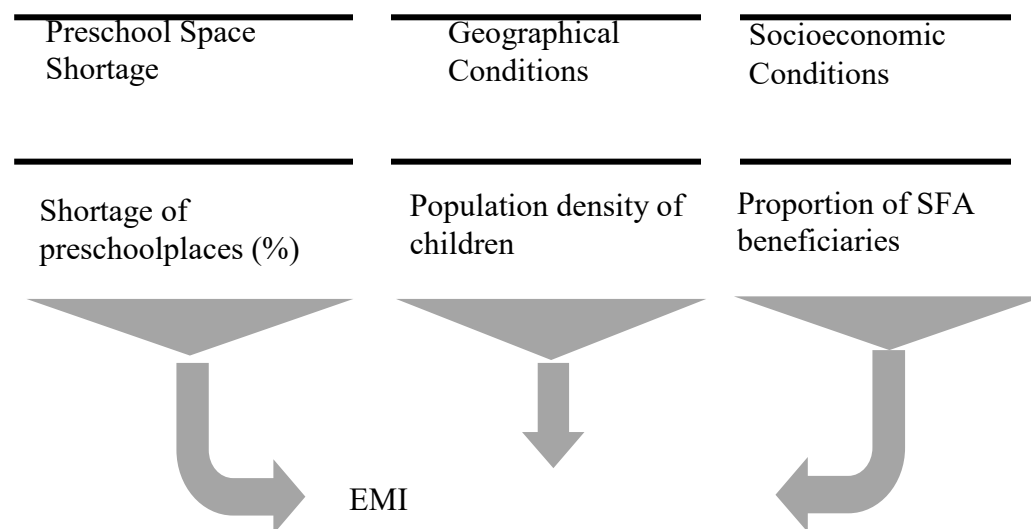 Preschool Space
Shortage
Geographical
Conditions
Socioeconomic
Conditions
Shortage of
preschoolplaces (%)
Population density of
children
Proportion of SFA
beneficiaries
EMI